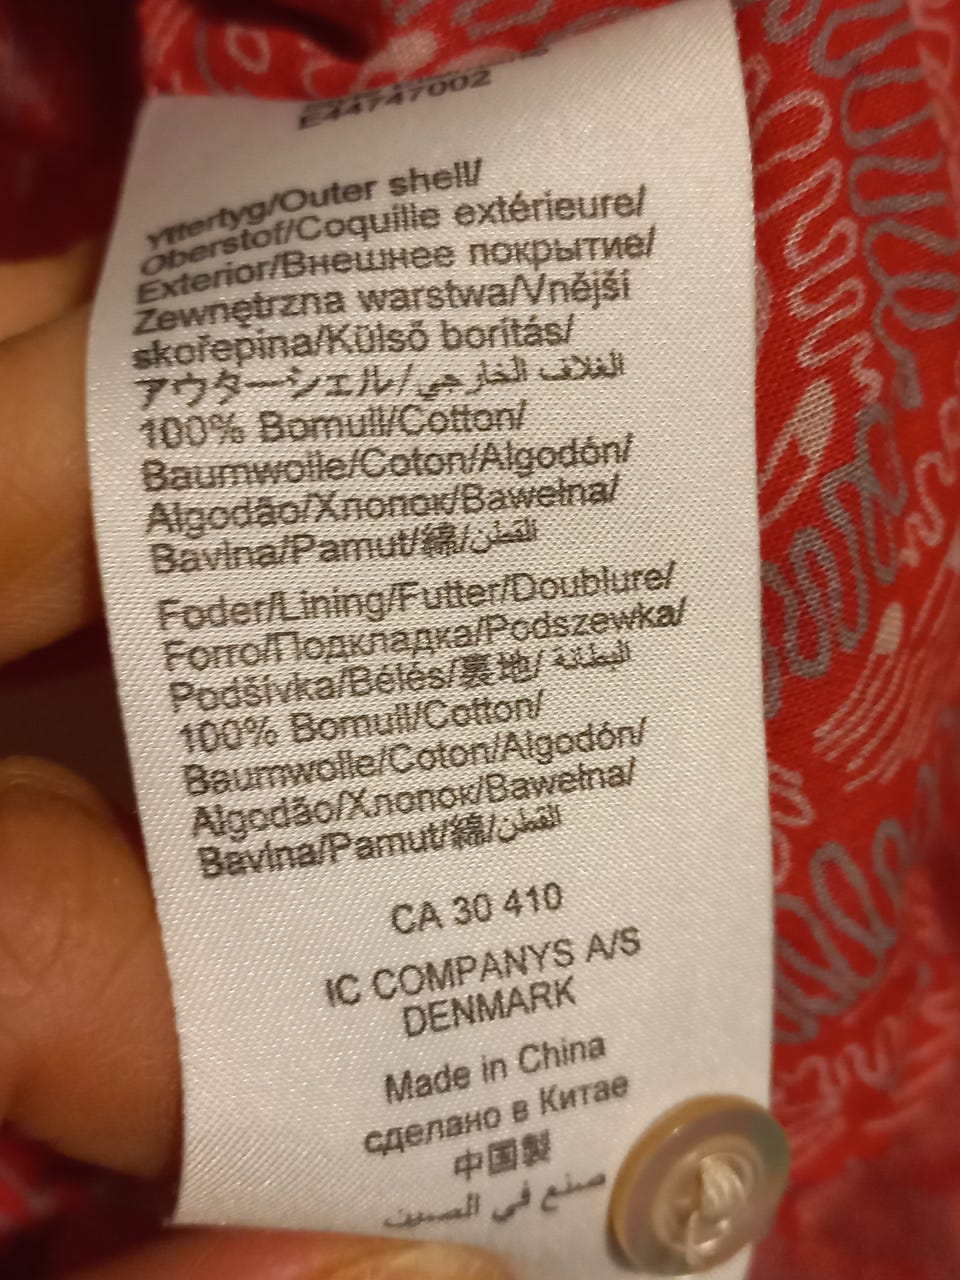 E44747002
Yttertyg/Outer shell/
Oberstof/Coquille extérieure/
Exterior/Внешнее покрытие/
Zewnętrzna warstwa/Vnější
skořepina/Külső borítás/
アウターシェル/الغلاف الخارجي
100% Bomull/Cotton/
Baumwolle/Coton/Algodón/
Algodão/Хлопок/Bawełna/
Bavlna/Pamut/綿/القطن
Foder/Lining/Futter/Doublure/
Forro/Подкладка/Podszewka/
Podšívka/Bélés/裏地/البطانة
100% Bomull/Cotton/
Baumwolle/Coton/Algodón/
Algodão/Хлопок/Bawełna/
Bavlna/Pamut/綿/القطن
CA 30 410
IC COMPANYS A/S
DENMARK
Made in China
сделано в Китае
中国製
صنع في الصين